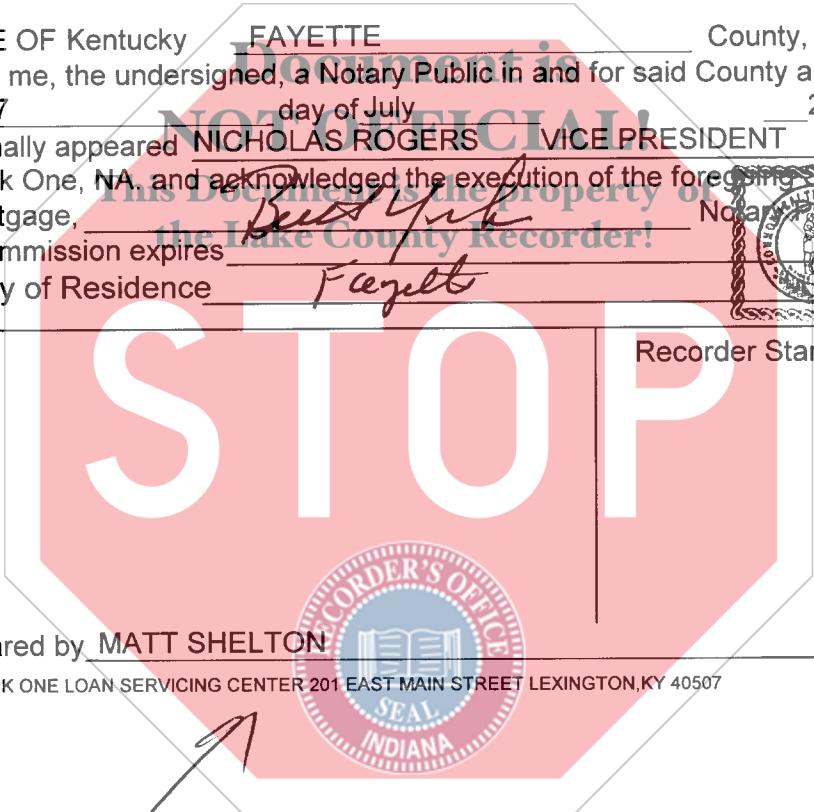 E OF Kentucky FAYETTE County,
me, the undersigned, a Notary Public in and for said County a
7 day of July 2
nally appeared NICHOLAS ROGERS VICE PRESIDENT
k One, NA. and acknowledged the execution of the foregoing
tgage, Notary P
mmission expires
y of Residence Fayette
Document is
NOT OFFICIAL!
This Document is the property of
the Lake County Recorder!
Recorder Star
STOP
RECORDER'S OFFICE
SEAL
INDIANA
ared by MATT SHELTON
K ONE LOAN SERVICING CENTER 201 EAST MAIN STREET LEXINGTON,KY 40507